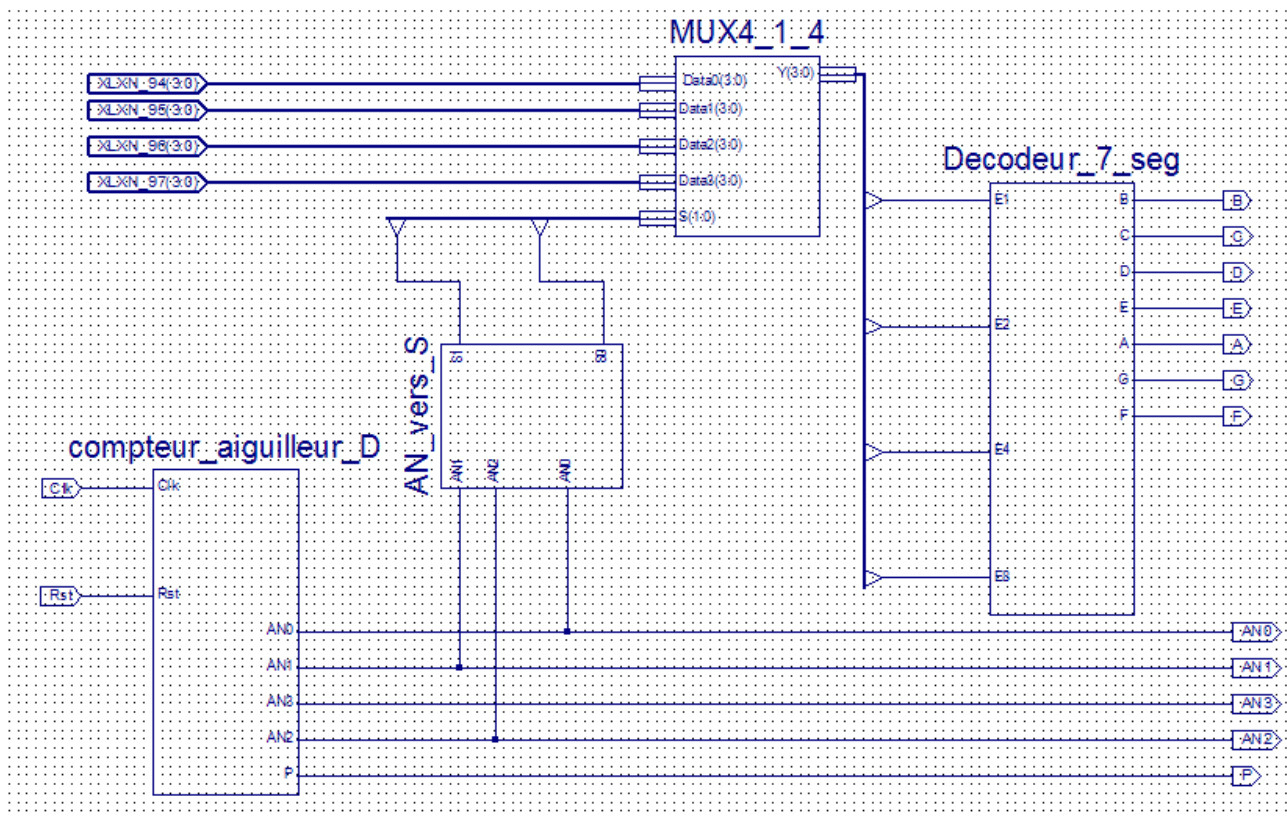 MUX4_1_4
XLXN_94(3:0)
XLXN_95(3:0)
XLXN_96(3:0)
XLXN_97(3:0)
Data0(3:0)
Data1(3:0)
Data2(3:0)
Data3(3:0)
S(1:0)
Y(3:0)
Decodeur_7_seg
E1
E2
E4
E8
B
C
D
E
A
G
F
B
C
D
E
A
G
F
AN_vers_S
S1
S0
AN1
AN2
AN0
compteur_aiguilleur_D
Clk
Rst
Clk
Rst
AN0
AN1
AN3
AN2
P
AN0
AN1
AN3
AN2
P